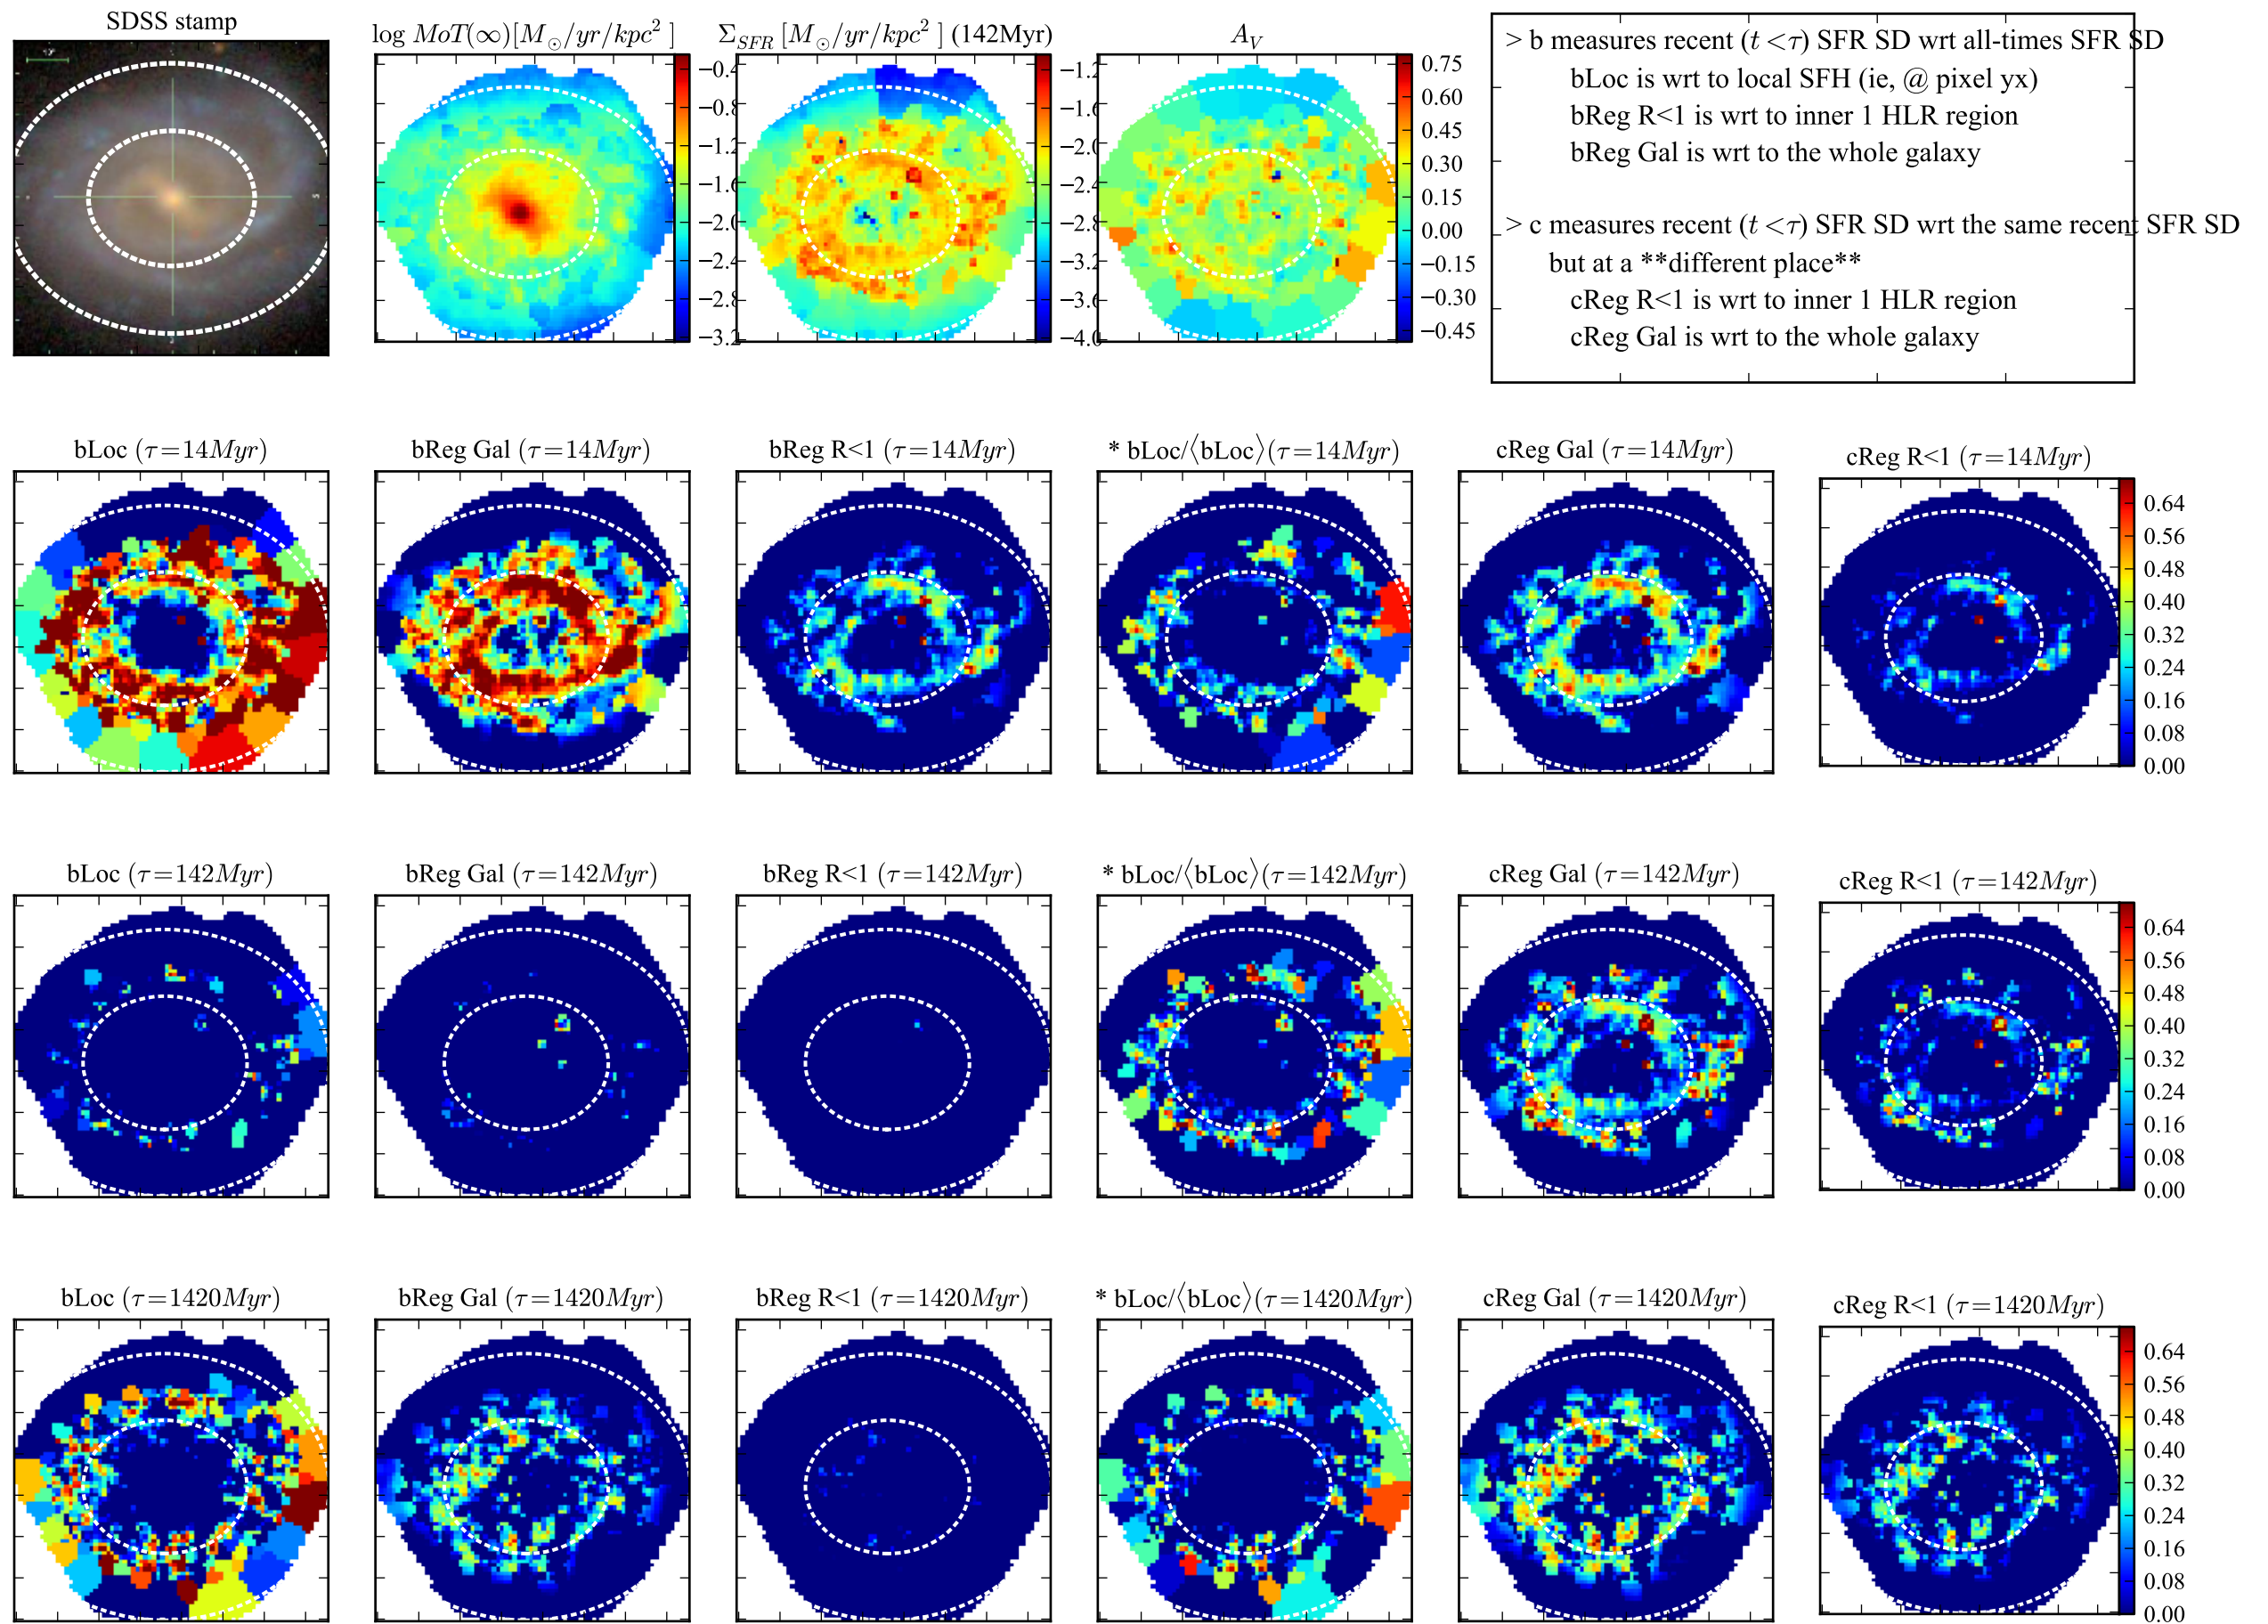 SDSS stamp
log MoT(∞)[M⊙/yr/kpc² ]
Σ_SFR [M⊙/yr/kpc² ] (142Myr)
A_V
−0.4
−0.8
−1.2
−1.6
−2.0
−2.4
−2.8
−3.2
−1.2
−1.6
−2.0
−2.4
−2.8
−3.2
−3.6
−4.0
0.75
0.60
0.45
0.30
0.15
0.00
−0.15
−0.30
−0.45
> b measures recent (t <τ) SFR SD wrt all-times SFR SD
bLoc is wrt to local SFH (ie, @ pixel yx)
bReg R<1 is wrt to inner 1 HLR region
bReg Gal is wrt to the whole galaxy
> c measures recent (t <τ) SFR SD wrt the same recent SFR SD
but at a **different place**
cReg R<1 is wrt to inner 1 HLR region
cReg Gal is wrt to the whole galaxy
bLoc (τ=14Myr)
bReg Gal (τ=14Myr)
bReg R<1 (τ=14Myr)
* bLoc/⟨bLoc⟩(τ=14Myr)
cReg Gal (τ=14Myr)
cReg R<1 (τ=14Myr)
0.64
0.56
0.48
0.40
0.32
0.24
0.16
0.08
0.00
bLoc (τ=142Myr)
bReg Gal (τ=142Myr)
bReg R<1 (τ=142Myr)
* bLoc/⟨bLoc⟩(τ=142Myr)
cReg Gal (τ=142Myr)
cReg R<1 (τ=142Myr)
0.64
0.56
0.48
0.40
0.32
0.24
0.16
0.08
0.00
bLoc (τ=1420Myr)
bReg Gal (τ=1420Myr)
bReg R<1 (τ=1420Myr)
* bLoc/⟨bLoc⟩(τ=1420Myr)
cReg Gal (τ=1420Myr)
cReg R<1 (τ=1420Myr)
0.64
0.56
0.48
0.40
0.32
0.24
0.16
0.08
0.00